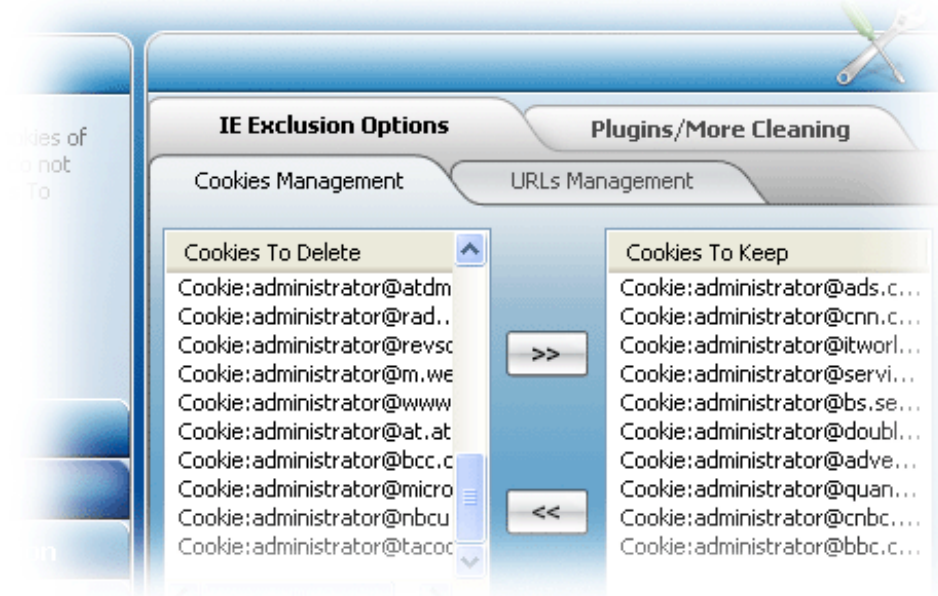 okies of
o not
To
IE Exclusion Options
Plugins/More Cleaning
Cookies Management
URLs Management
Cookies To Delete
Cookie:administrator@atdm
Cookie:administrator@rad..
Cookie:administrator@revsc
Cookie:administrator@m.we
Cookie:administrator@www
Cookie:administrator@at.at
Cookie:administrator@bcc.c
Cookie:administrator@micro
Cookie:administrator@nbcu
Cookie:administrator@tacoc
>>
<<
Cookies To Keep
Cookie:administrator@ads.c...
Cookie:administrator@cnn.c...
Cookie:administrator@itworl...
Cookie:administrator@servi...
Cookie:administrator@bs.se...
Cookie:administrator@doubl...
Cookie:administrator@adve...
Cookie:administrator@quan...
Cookie:administrator@cnbc....
Cookie:administrator@bbc.c...